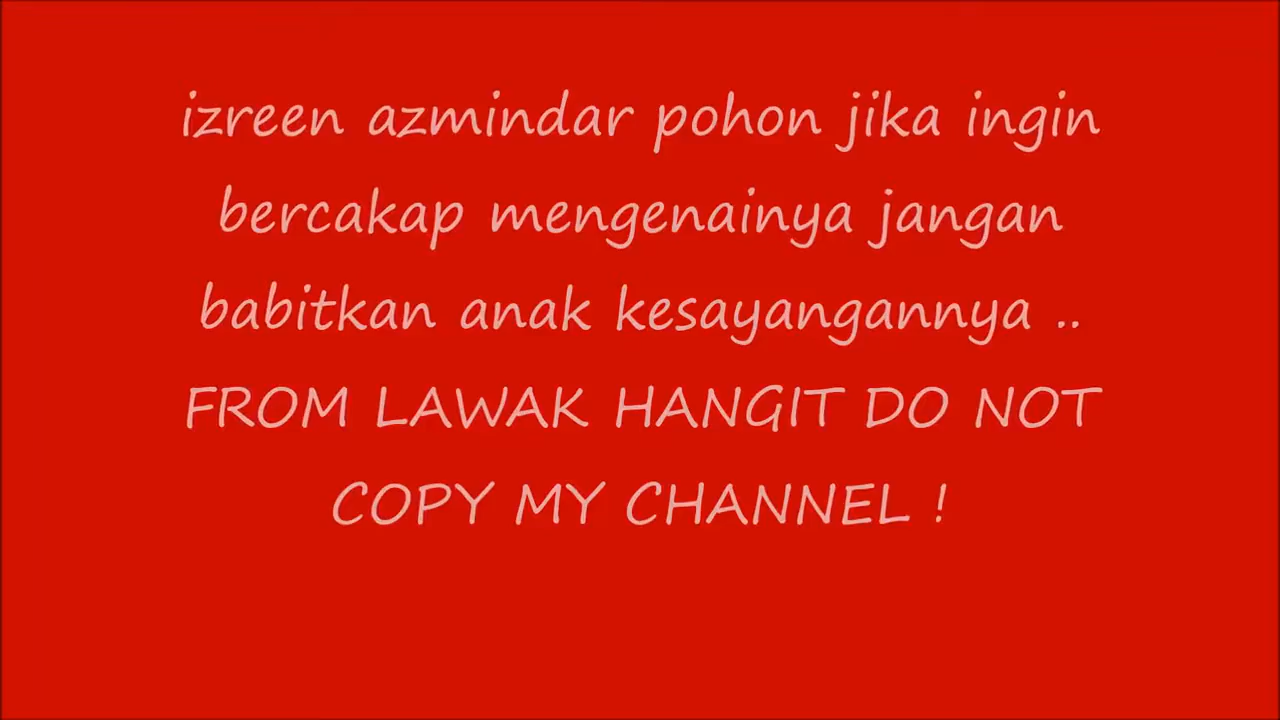 izreen azmindar pohon jika ingin
bercakap mengenainya jangan
babitkan anak kesayangannya ..
FROM LAWAK HANGIT DO NOT
COPY MY CHANNEL !